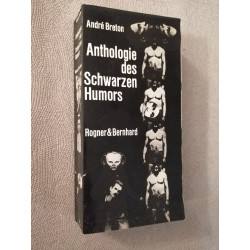 André Breton
Anthologie
des
Schwarzen
Humors
Rogner & Bernhard